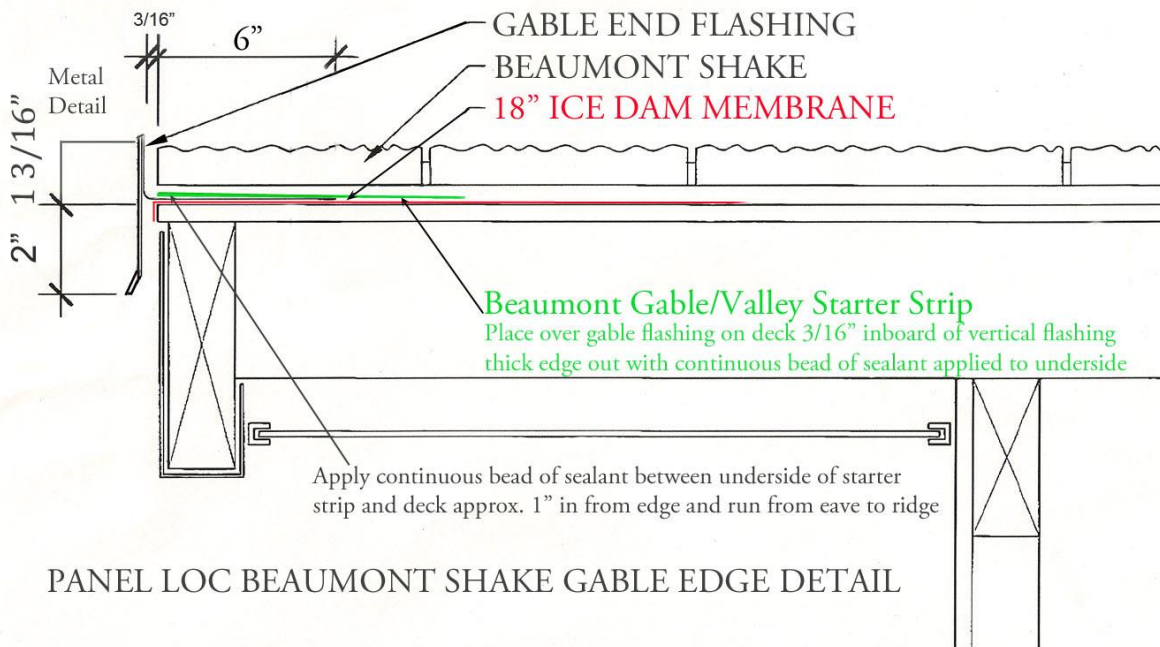 3/16”
6”
GABLE END FLASHING
BEAUMONT SHAKE
18” ICE DAM MEMBRANE
Metal
Detail
1 3/16”
2”
Beaumont Gable/Valley Starter Strip
Place over gable flashing on deck 3/16” inboard of vertical flashing
thick edge out with continuous bead of sealant applied to underside
Apply continuous bead of sealant between underside of starter
strip and deck approx. 1” in from edge and run from eave to ridge
PANEL LOC BEAUMONT SHAKE GABLE EDGE DETAIL